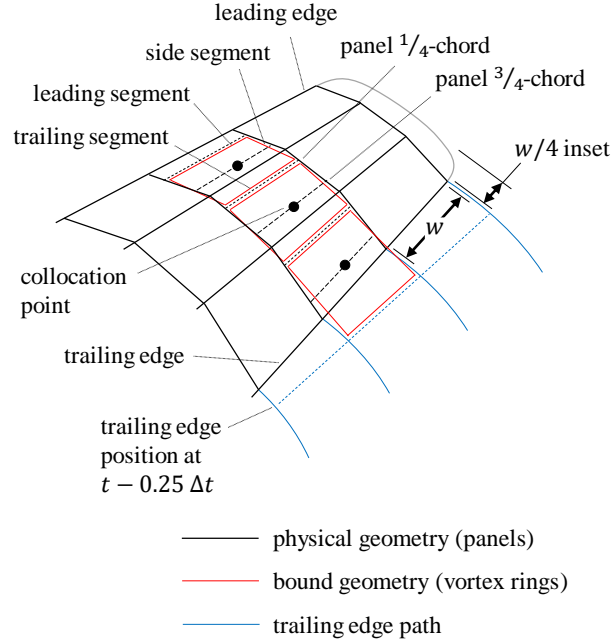 leading edge
side segment
panel 1/4-chord
leading segment
panel 3/4-chord
trailing segment
w/4 inset
w
collocation
point
trailing edge
trailing edge
position at
t − 0.25 Δt
physical geometry (panels)
bound geometry (vortex rings)
trailing edge path